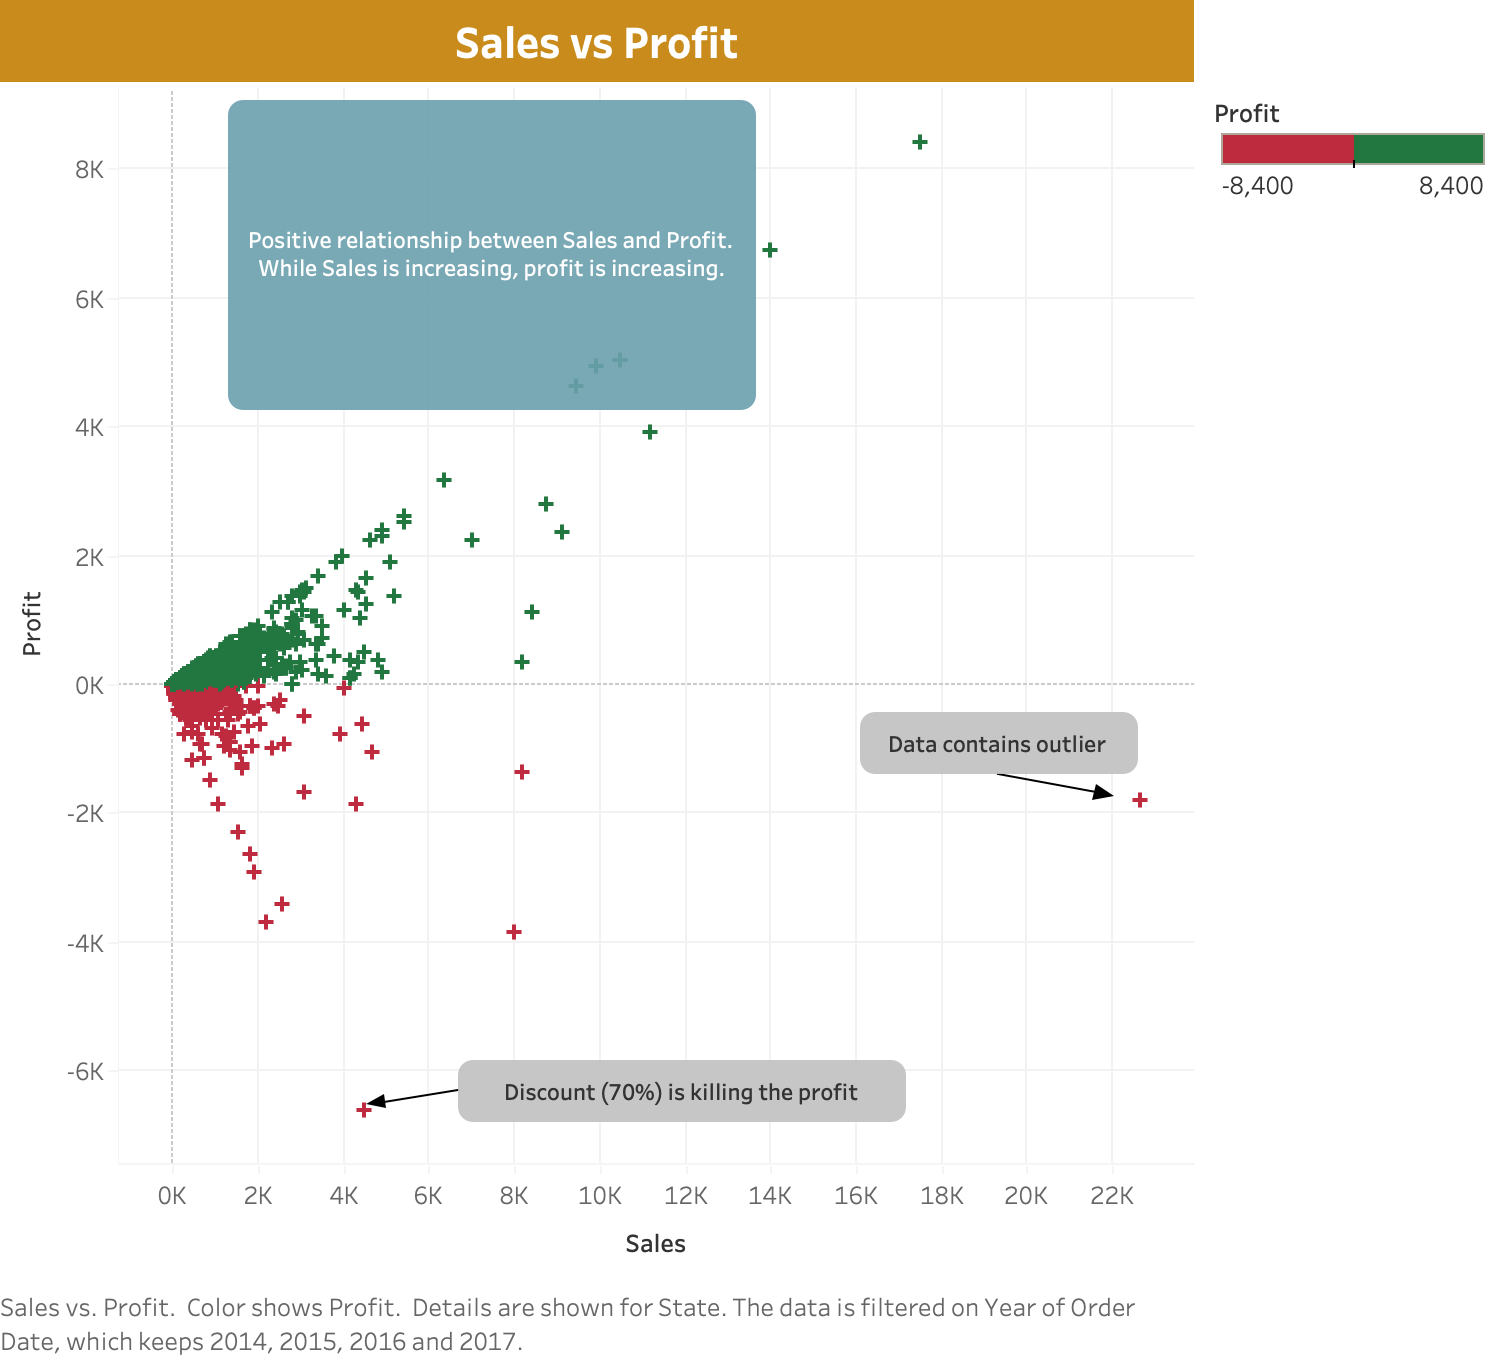 Sales vs Profit
Profit
-8,400 8,400
Positive relationship between Sales and Profit.
While Sales is increasing, profit is increasing.
8K
6K
4K
2K
0K
-2K
-4K
-6K
Profit
Data contains outlier
Discount (70%) is killing the profit
0K 2K 4K 6K 8K 10K 12K 14K 16K 18K 20K 22K
Sales
Sales vs. Profit.  Color shows Profit.  Details are shown for State. The data is filtered on Year of Order
Date, which keeps 2014, 2015, 2016 and 2017.